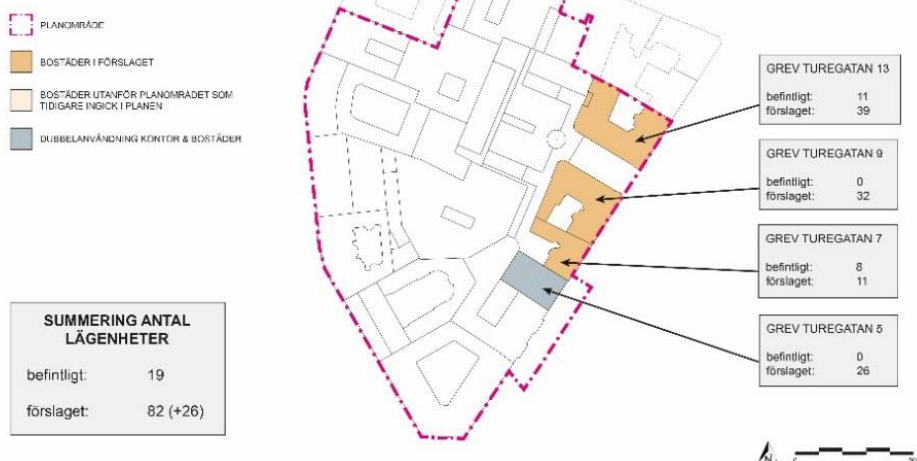 PLANOMRÅDE
BOSTÄDER I FÖRSLAGET
BOSTÄDER UTANFÖR PLANOMRÅDET SOM
TIDIGARE INGICK I PLANEN
DUBBELANVÄNDNING KONTOR & BOSTÄDER
GREV TUREGATAN 13
befintligt: 11
förslaget: 39
GREV TUREGATAN 9
befintligt: 0
förslaget: 32
GREV TUREGATAN 7
befintligt: 8
förslaget: 11
GREV TUREGATAN 5
befintligt: 0
förslaget: 26
SUMMERING ANTAL
LÄGENHETER
befintligt: 19
förslaget: 82 (+26)